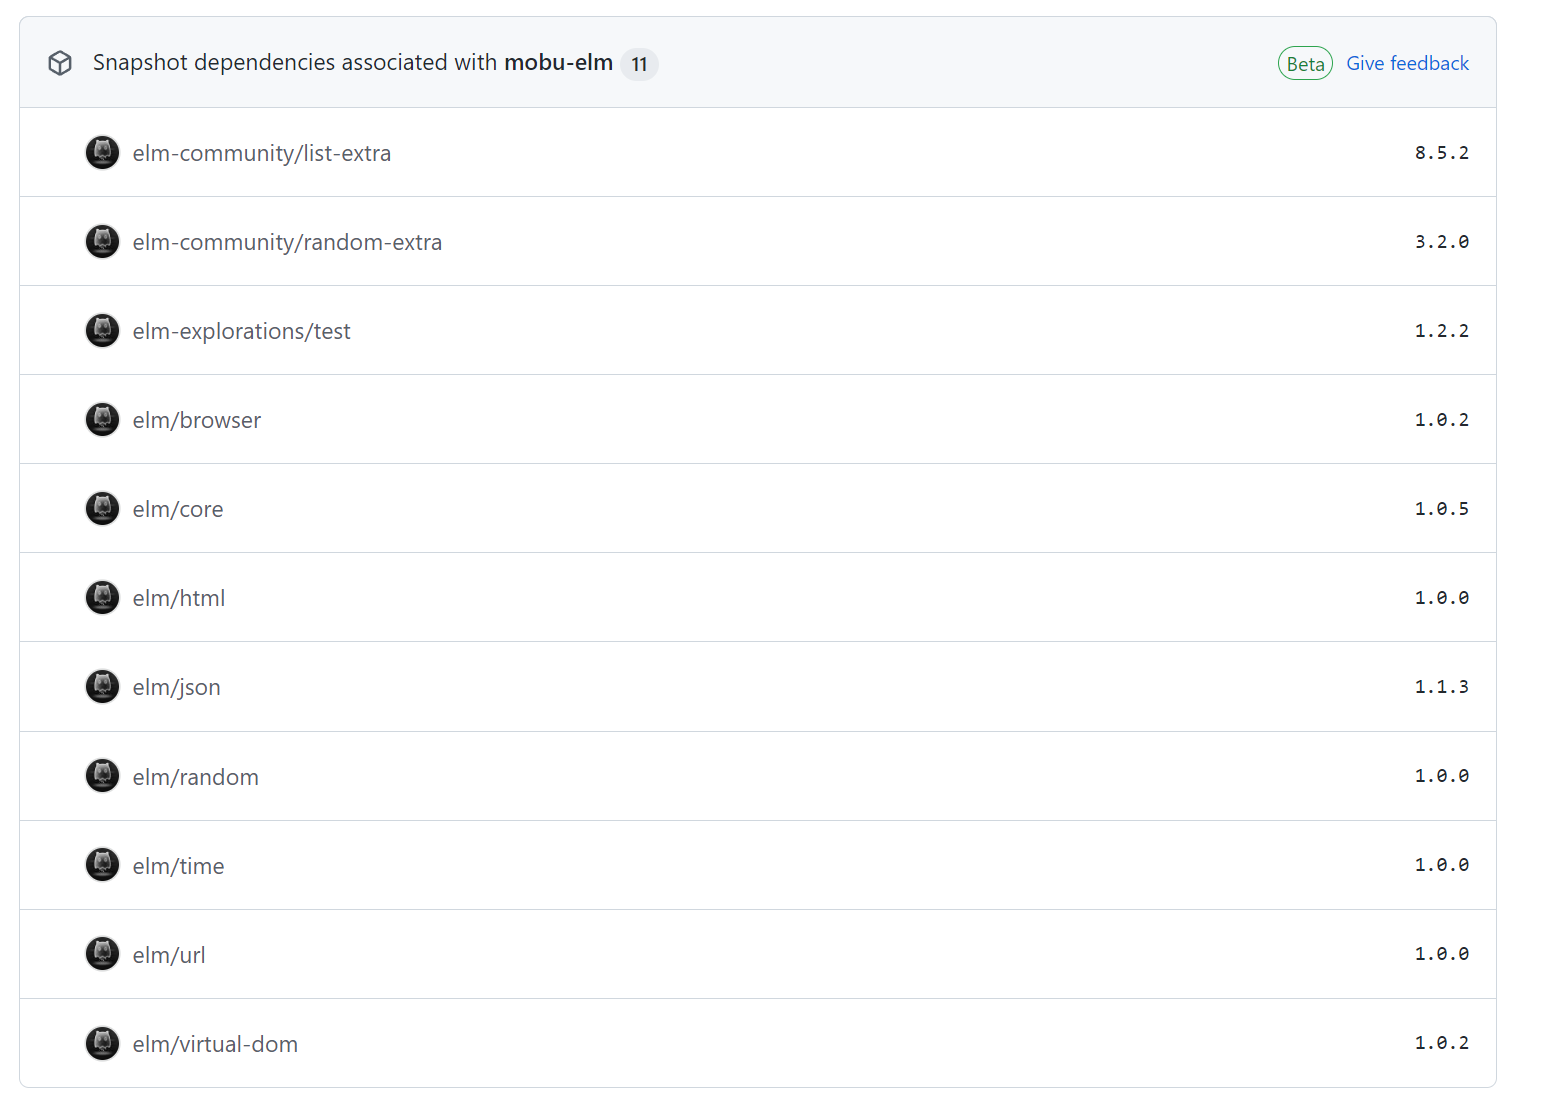 Snapshot dependencies associated with mobu-elm 11 Beta Give feedback
elm-community/list-extra 8.5.2
elm-community/random-extra 3.2.0
elm-explorations/test 1.2.2
elm/browser 1.0.2
elm/core 1.0.5
elm/html 1.0.0
elm/json 1.1.3
elm/random 1.0.0
elm/time 1.0.0
elm/url 1.0.0
elm/virtual-dom 1.0.2